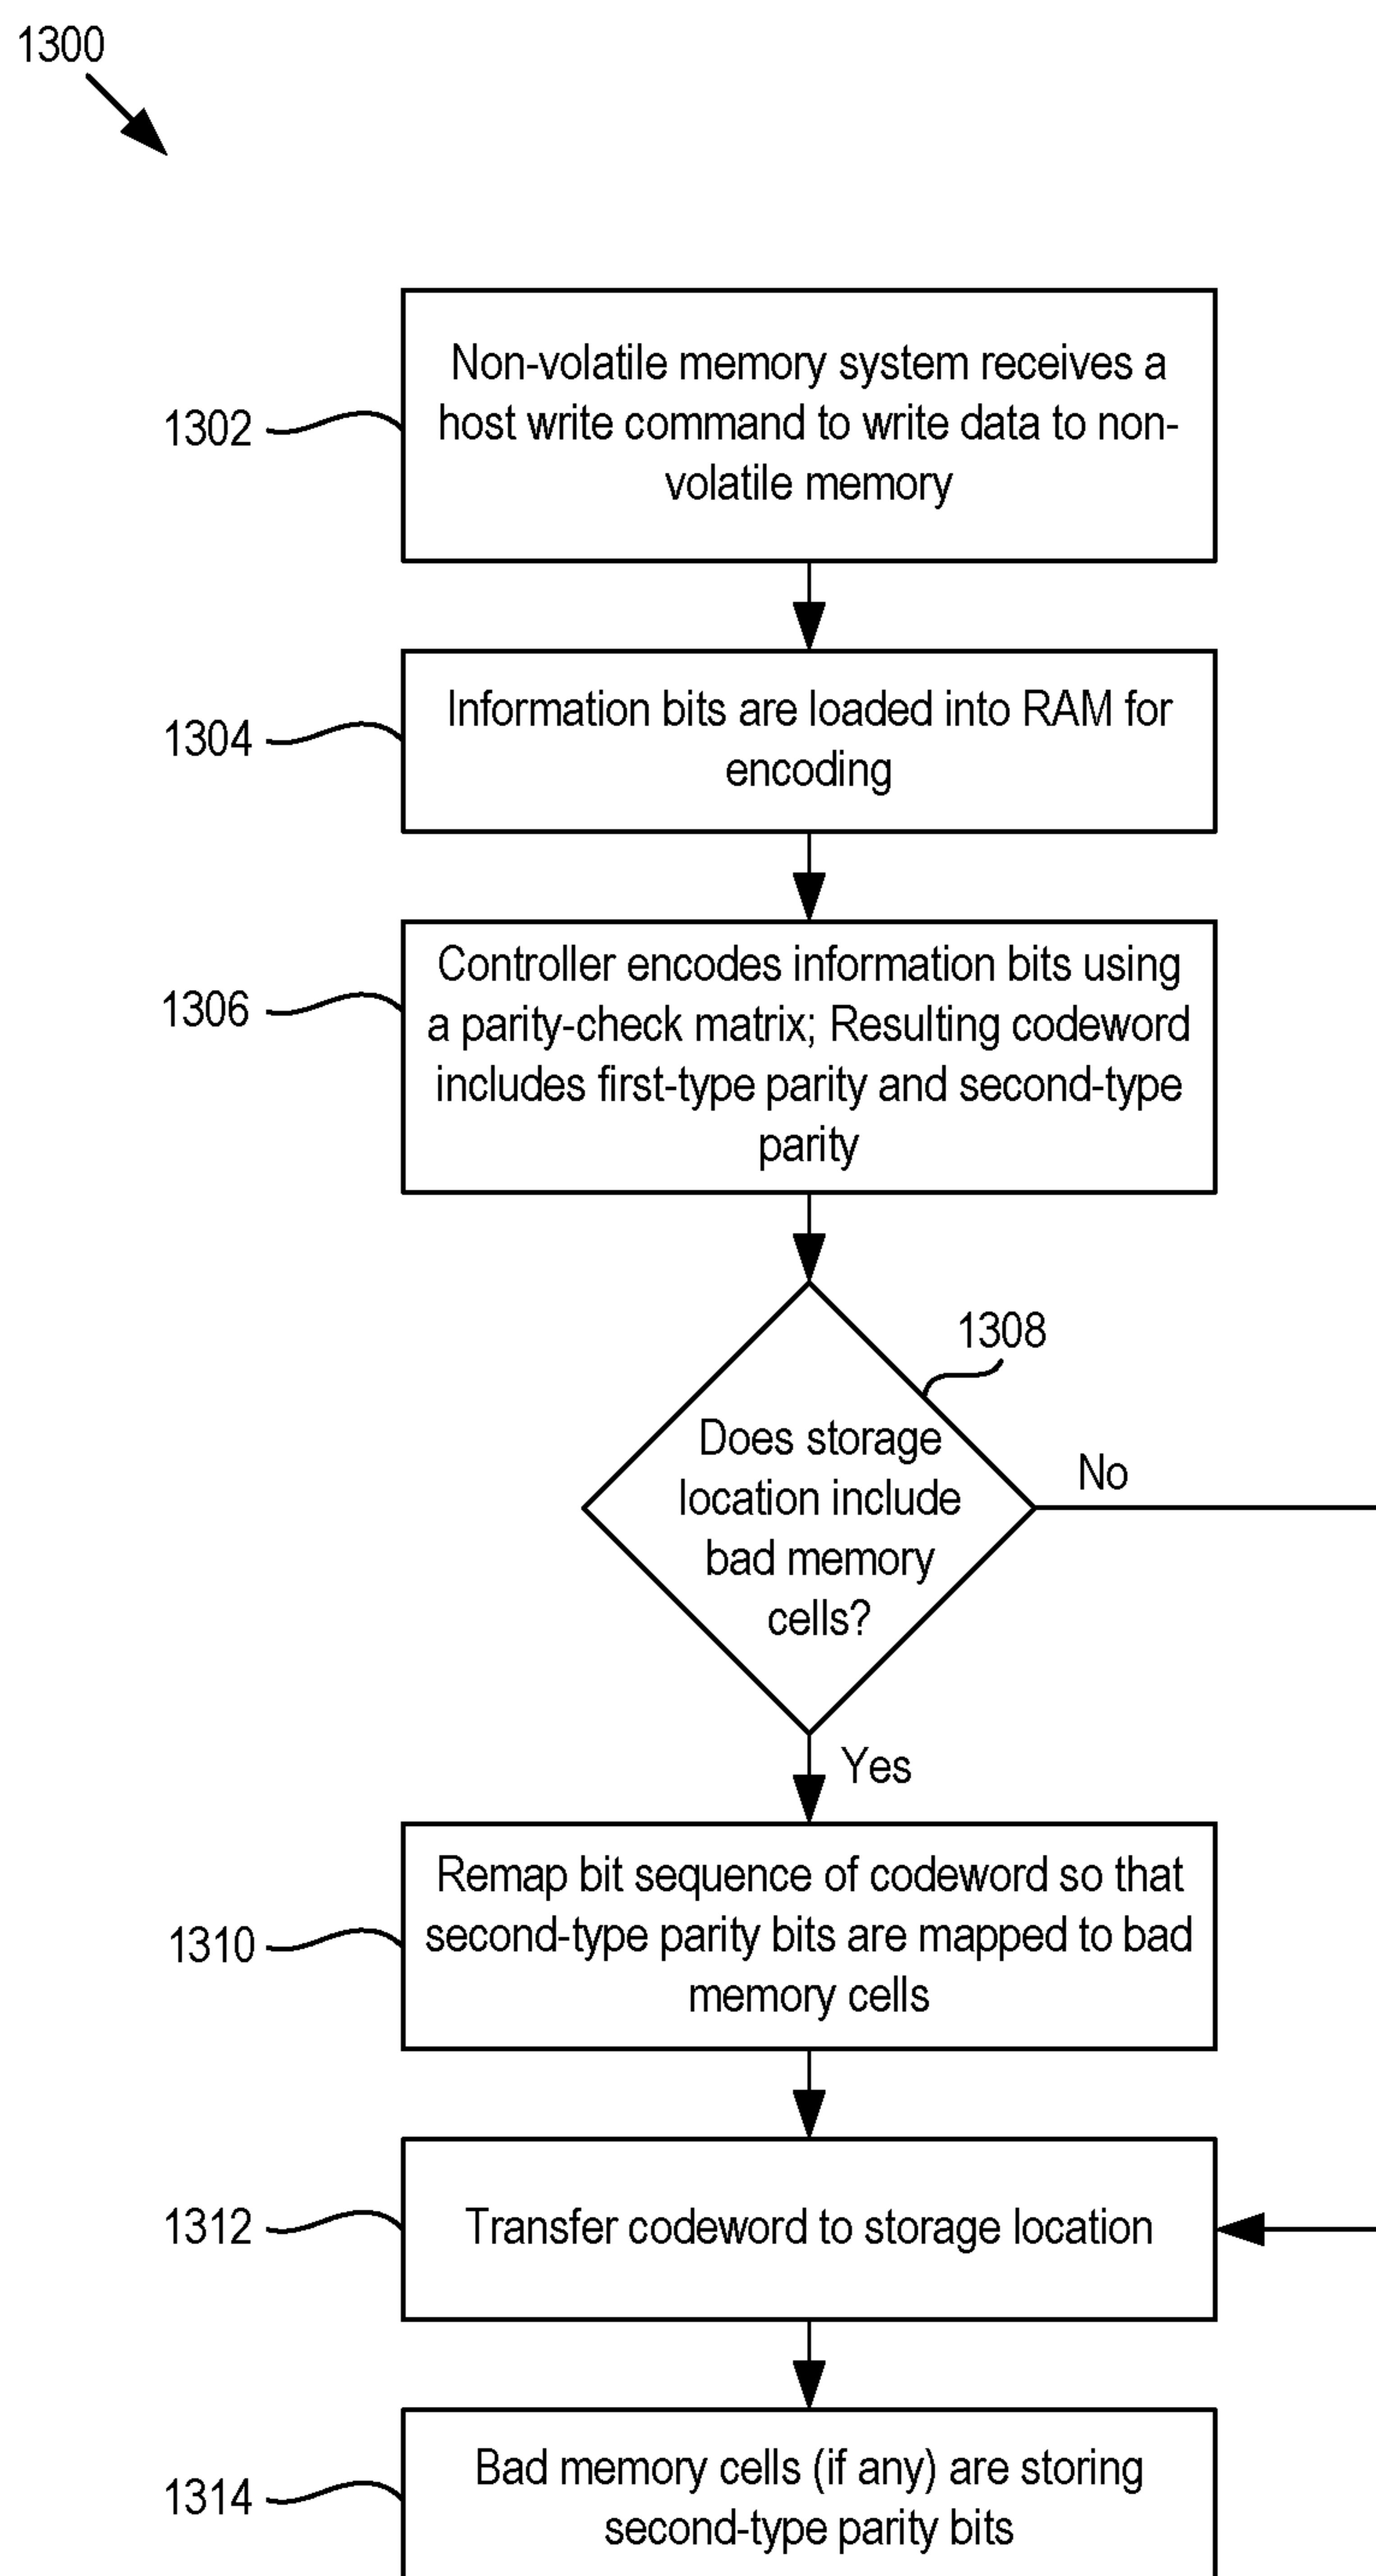 1300
Non-volatile memory system receives a
host write command to write data to non-
volatile memory
1302
Information bits are loaded into RAM for
encoding
1304
Controller encodes information bits using
a parity-check matrix; Resulting codeword
includes first-type parity and second-type
parity
1306
1308
Does storage
location include
bad memory
cells?
No
Yes
Remap bit sequence of codeword so that
second-type parity bits are mapped to bad
memory cells
1310
Transfer codeword to storage location
1312
Bad memory cells (if any) are storing
second-type parity bits
1314